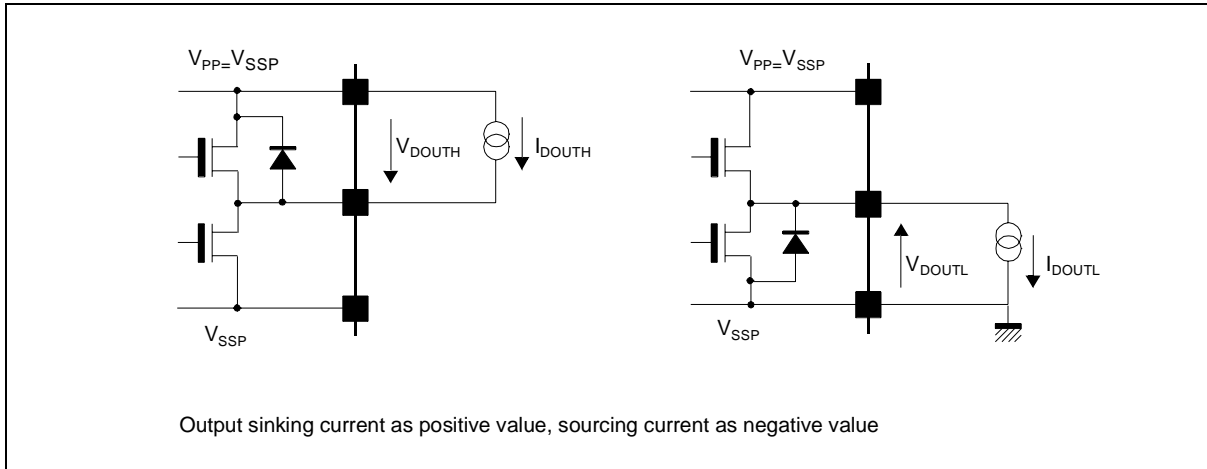 VPP=VSSP
VDOUTH
IDOUTH
VSSP
VPP=VSSP
VDOUTL
IDOUTL
VSSP
Output sinking current as positive value, sourcing current as negative value